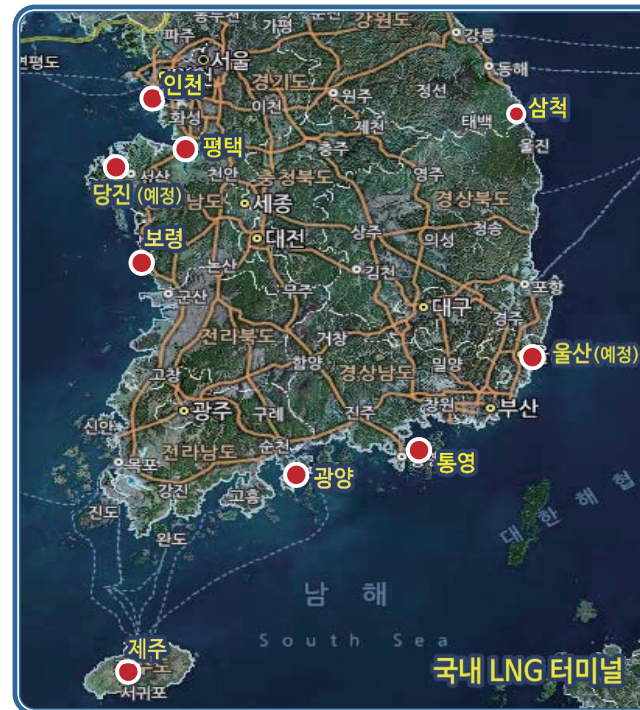 춘천
강원도
파주
가평
강릉
연평도
서울
동해
인천
경기도
정선
이천
원주
삼척
화성
제천
태백
평택
충주
울진
서산
천안
당진 (예정)
충청북도
영주
남도
경상북도
세종
상주
청송
보령
대전
의성
논산
김천
포항
무주
군산
대구
경주
전라북도
거창
울산(예정)
함양
고창
경상남도
밀양
창원
광주
구례
진주
부산
신안
순천
통영
전라남도
목포
광양
강진
고흥
진도
완도
대 한 해 협
남 해
South Sea
제주
국내 LNG 터미널
서귀포